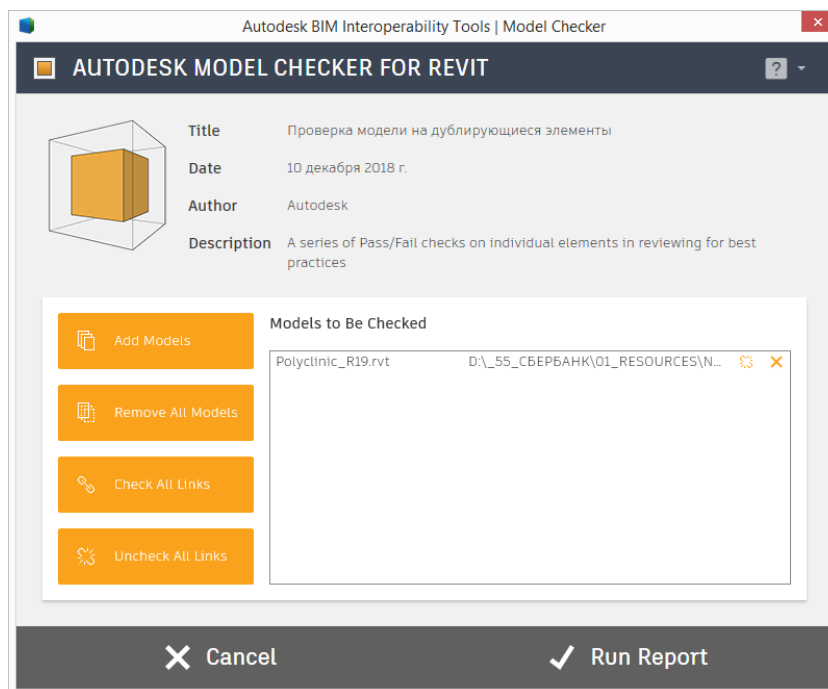 Autodesk BIM Interoperability Tools | Model Checker
AUTODESK MODEL CHECKER FOR REVIT
?
Title Проверка модели на дублирующиеся элементы
Date 10 декабря 2018 г.
Author Autodesk
Description A series of Pass/Fail checks on individual elements in reviewing for best
practices
Add Models
Remove All Models
Check All Links
Uncheck All Links
Models to Be Checked
Polyclinic_R19.rvt D:\_55_СБЕРБАНК\01_RESOURCES\N...
Cancel
Run Report